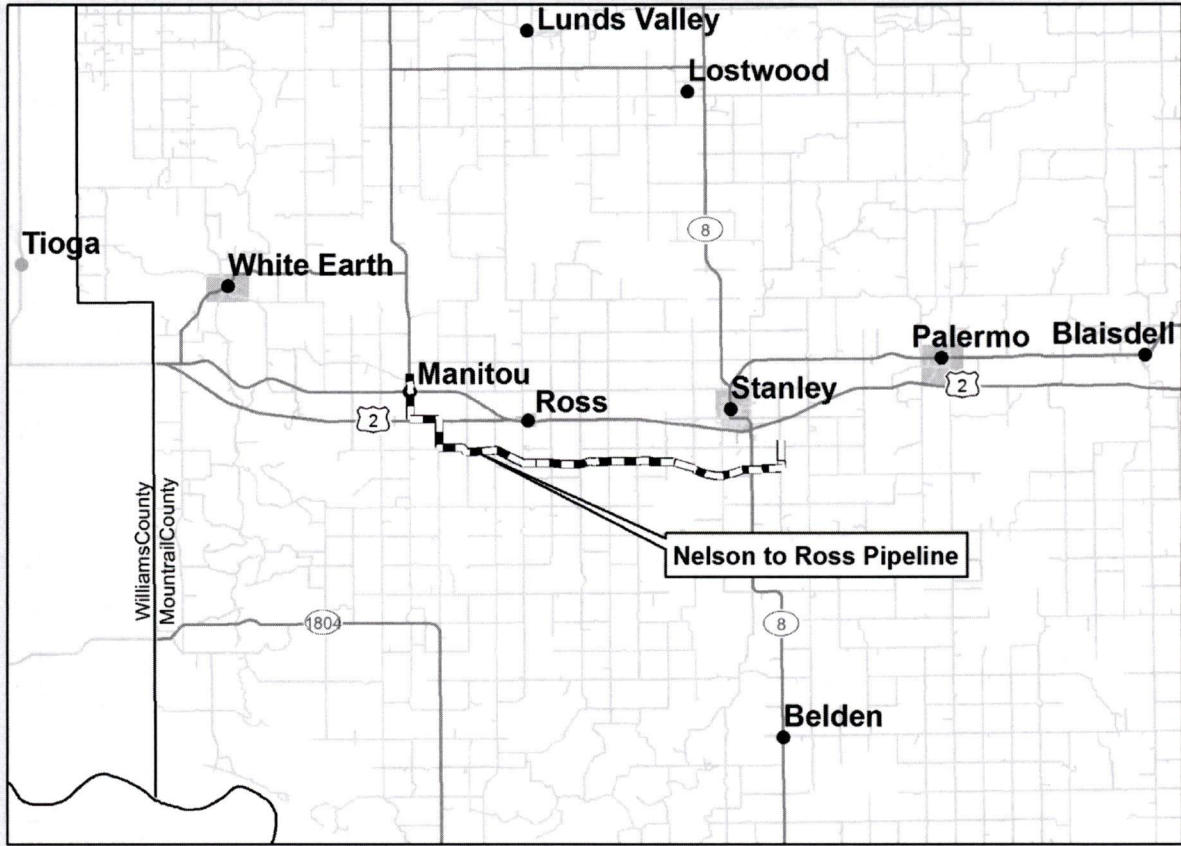 Lunds Valley
Lostwood
8
Tioga
White Earth
Palermo
Blaisdell
Manitou
2
Stanley
Ross
2
WilliamsCounty
MountrailCounty
Nelson to Ross Pipeline
1804
8
Belden